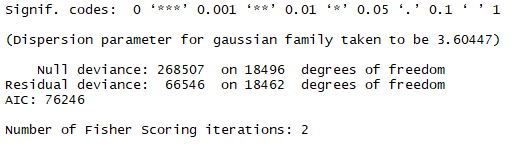 Signif. codes:  0 ‘***’ 0.001 ‘**’ 0.01 ‘*’ 0.05 ‘.’ 0.1 ‘ ’ 1
(Dispersion parameter for gaussian family taken to be 3.60447)
Null deviance: 268507  on 18496  degrees of freedom
Residual deviance:  66546  on 18462  degrees of freedom
AIC: 76246
Number of Fisher Scoring iterations: 2